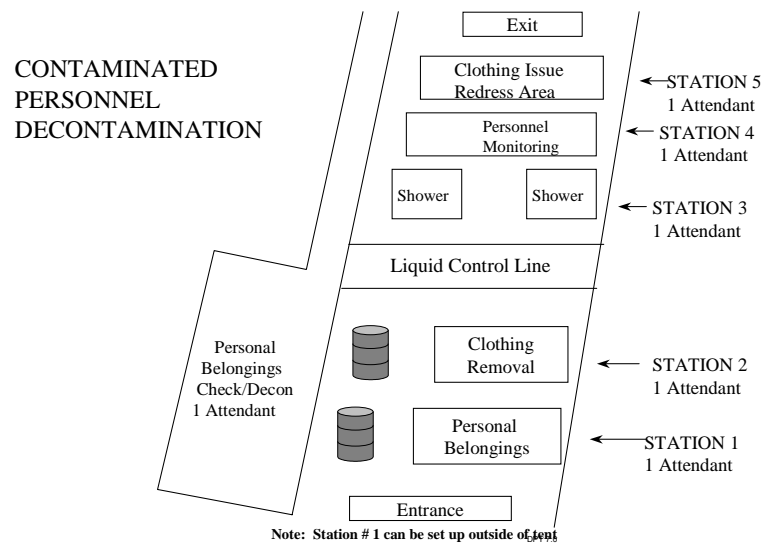 CONTAMINATED
PERSONNEL
DECONTAMINATION
Exit
Clothing Issue
Redress Area
STATION 5
1 Attendant
Personnel
Monitoring
STATION 4
1 Attendant
Shower
Shower
STATION 3
1 Attendant
Liquid Control Line
Personal
Belongings
Check/Decon
1 Attendant
Clothing
Removal
STATION 2
1 Attendant
Personal
Belongings
STATION 1
1 Attendant
Entrance
Note: Station # 1 can be set up outside of tent